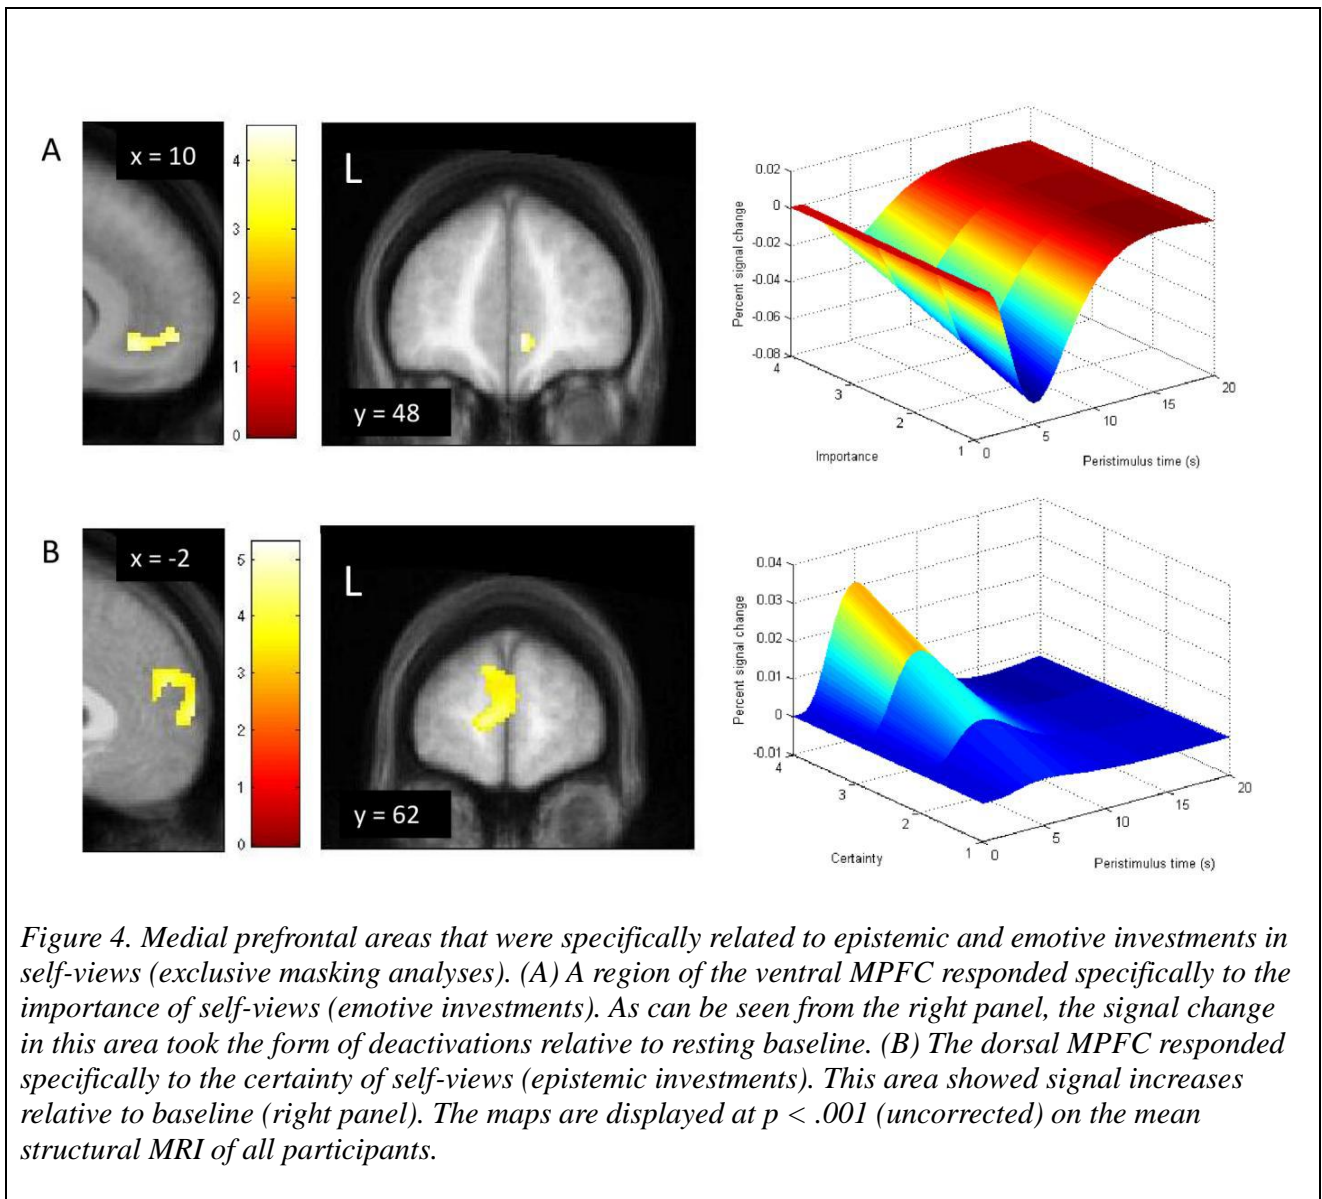 A
x = 10
4
3
2
1
0
L
y = 48
0.02
0
-0.02
-0.04
-0.06
-0.08
Percent signal change
4
3
2
1
Importance
0
5
10
15
20
Peristimulus time (s)
B
x = -2
5
4
3
2
1
0
L
y = 62
0.04
0.03
0.02
0.01
0
-0.01
Percent signal change
4
3
2
1
Certainty
0
5
10
15
20
Peristimulus time (s)
Figure 4. Medial prefrontal areas that were specifically related to epistemic and emotive investments in
self-views (exclusive masking analyses). (A) A region of the ventral MPFC responded specifically to the
importance of self-views (emotive investments). As can be seen from the right panel, the signal change
in this area took the form of deactivations relative to resting baseline. (B) The dorsal MPFC responded
specifically to the certainty of self-views (epistemic investments). This area showed signal increases
relative to baseline (right panel). The maps are displayed at p < .001 (uncorrected) on the mean
structural MRI of all participants.